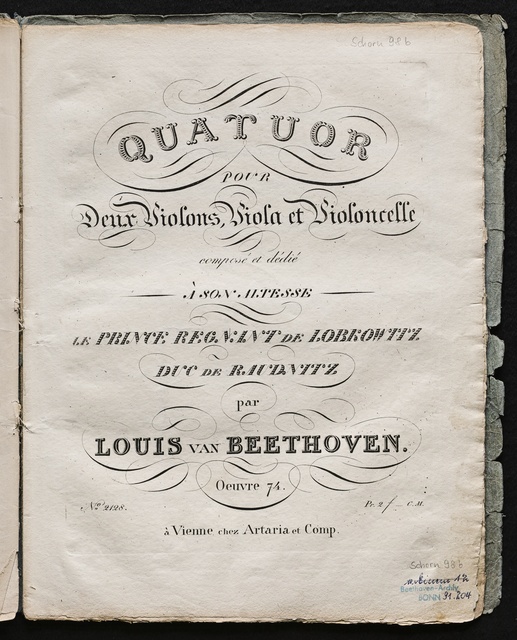 Schorn 98 b
QUATUOR
POUR
Deux Violons, Viola et Violoncelle
composé et dédié
À SON ALTESSE
LE PRINCE REGNANT DE LOBKOWITZ
DUC DE RAUDNITZ
par
LOUIS VAN BEETHOVEN.
Oeuvre 74.
No. 2128.
Pr. 2 f – C.M.
à Vienne chez Artaria et Comp.
Schorn 98 b
Beethoven-Archiv
BONN 31.204